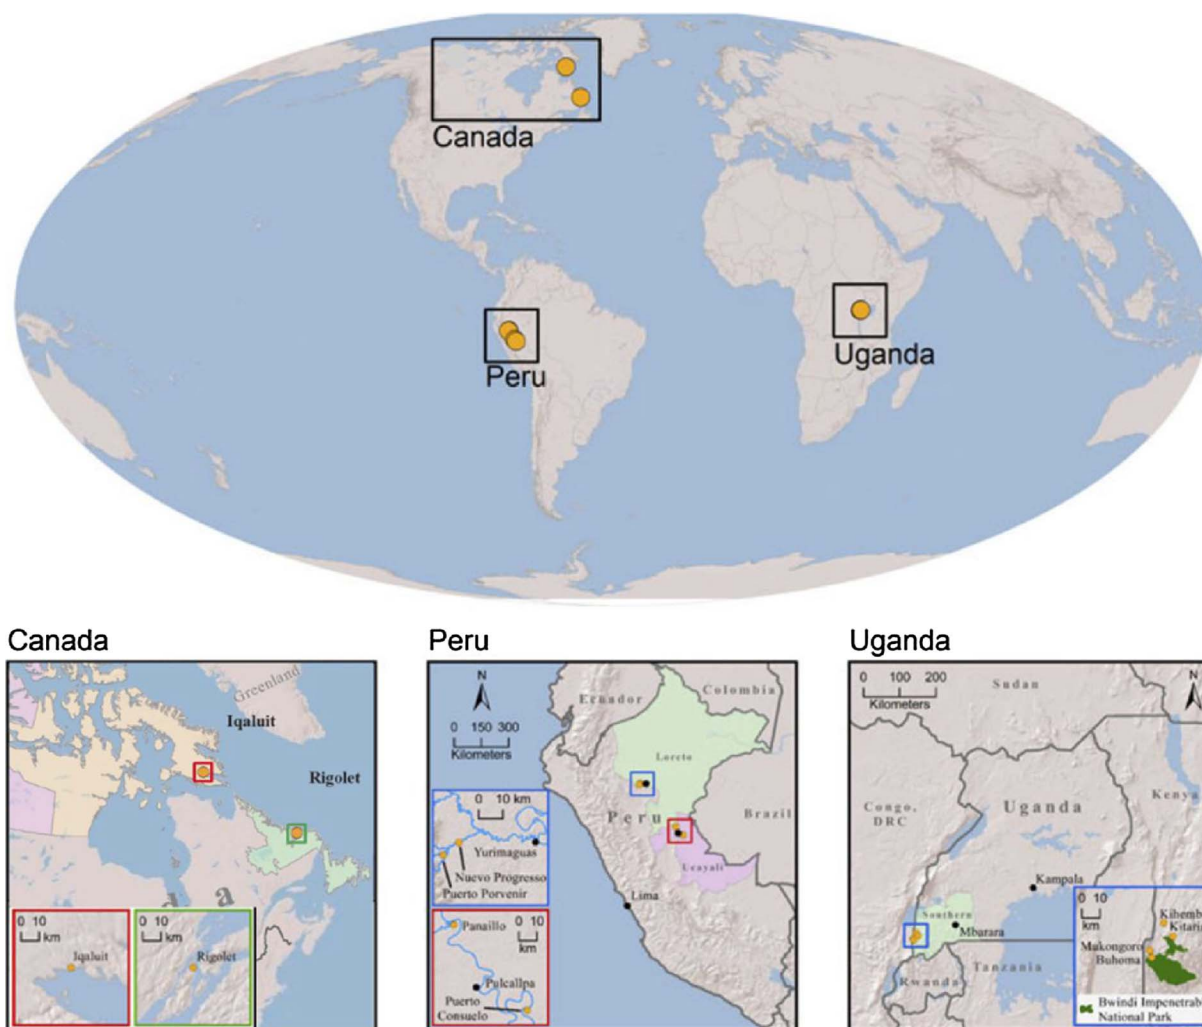 Canada
Peru
Uganda
Canada
Greenland
Iqaluit
Rigolet
d
a
0 10
km
Iqaluit
0 10
km
Rigolet
Peru
N
0 150 300
Kilometers
Ecuador
Colombia
Loreto
Peru
Brazil
Ucayali
Lima
0 10 km
Yurimaguas
Nuevo Progresso
Puerto Porvenir
Panaillo
0 10
km
Pulcallpa
Puerto
Consuelo
Uganda
0 100 200
Kilometers
N
Sudan
Congo,
DRC
Uganda
Kenya
Kampala
Southern
Mbarara
Rwanda
Tanzania
0 10
km
Kihemb
Kitari
Mukongoro
Buhoma
Bwindi Impenetrab
National Park